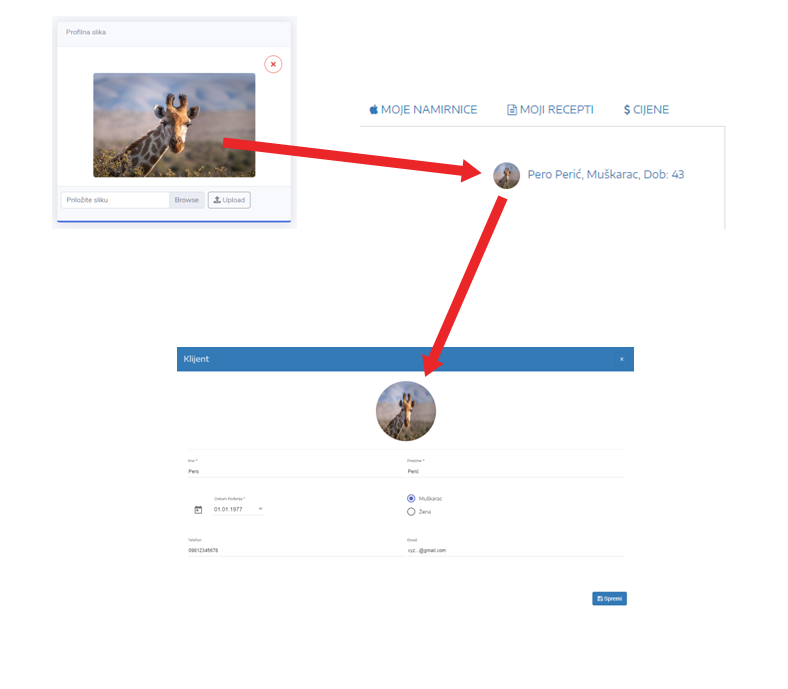 Profilna slika
×
Priložite sliku
Browse
Upload
MOJE NAMIRNICE
MOJI RECEPTI
$ CIJENE
Pero Perić, Muškarac, Dob: 43
Klijent
×
Ime *
Prezime *
Pero
Perić
Datum Rođenja *
01.01.1977
Muškarac
Žena
Telefon
Email
09812345678
xyz...@gmail.com
Spremi